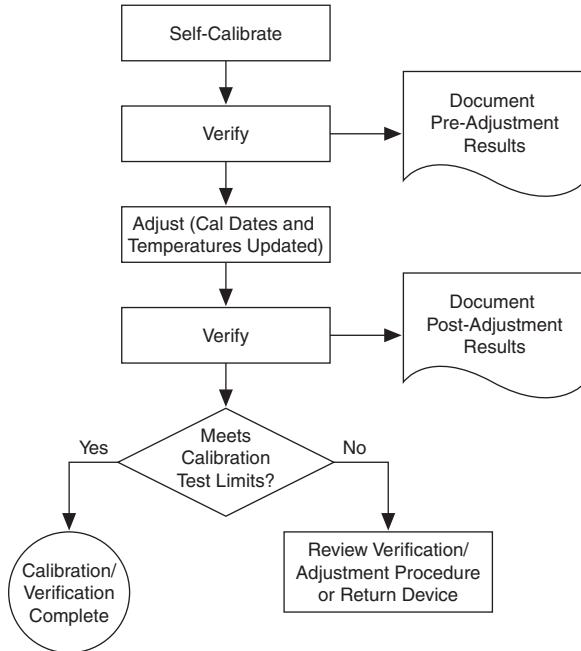 Self-Calibrate
Verify
Document
Pre-Adjustment
Results
Adjust (Cal Dates and
Temperatures Updated)
Verify
Document
Post-Adjustment
Results
Meets
Calibration
Test Limits?
Yes
No
Calibration/
Verification
Complete
Review Verification/
Adjustment Procedure
or Return Device